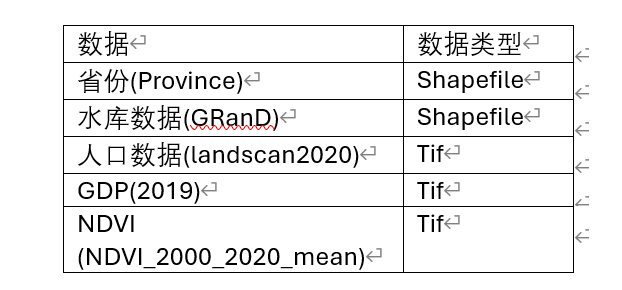 数据 数据类型
省份(Province) Shapefile
水库数据(GRanD) Shapefile
人口数据(landscan2020) Tif
GDP(2019) Tif
NDVI Tif
(NDVI_2000_2020_mean)